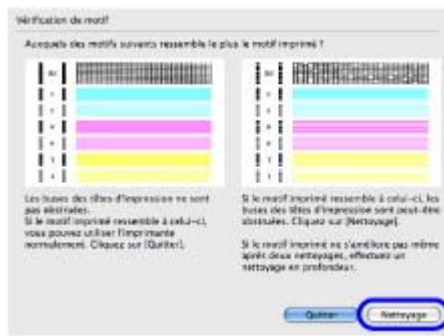 Vérification de motif
Auxquels des motifs suivants ressemble le plus le motif imprimé ?
Les buses des têtes d'impression ne sont
pas obstruées.
Si le motif imprimé ressemble à celui-ci,
vous pouvez utiliser l'imprimante
normalement. Cliquez sur [Quitter].
Si le motif imprimé ressemble à celui-ci, les
buses des têtes d'impression sont peut-être
obstruées. Cliquez sur [Nettoyage].
Si le motif imprimé ne s'améliore pas même
après deux nettoyages, effectuez un
nettoyage en profondeur.
Quitter
Nettoyage